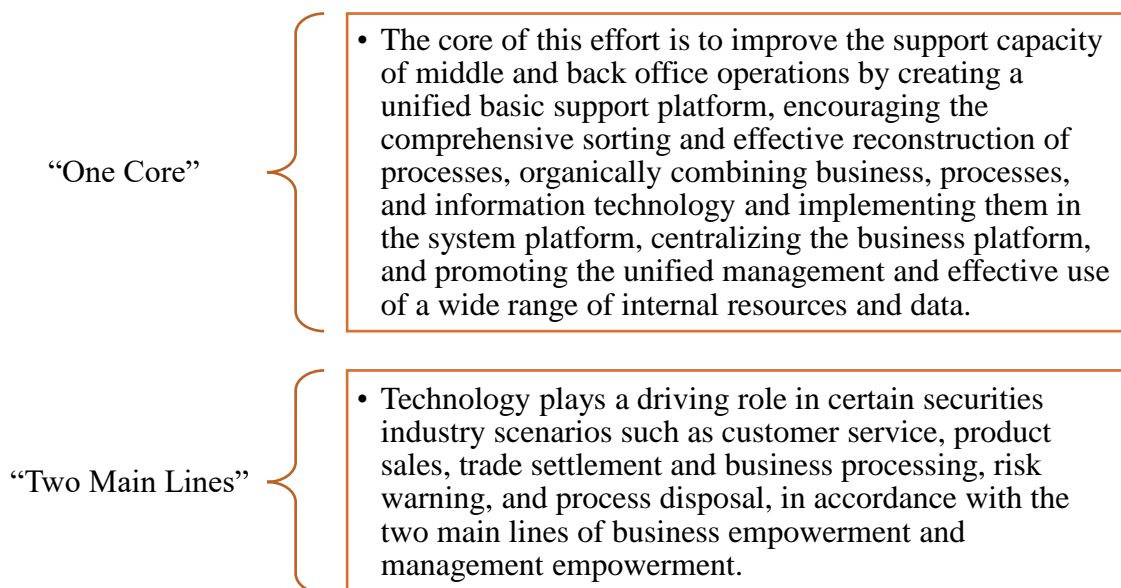 “One Core”
• The core of this effort is to improve the support capacity
of middle and back office operations by creating a
unified basic support platform, encouraging the
comprehensive sorting and effective reconstruction of
processes, organically combining business, processes,
and information technology and implementing them in
the system platform, centralizing the business platform,
and promoting the unified management and effective use
of a wide range of internal resources and data.
“Two Main Lines”
• Technology plays a driving role in certain securities
industry scenarios such as customer service, product
sales, trade settlement and business processing, risk
warning, and process disposal, in accordance with the
two main lines of business empowerment and
management empowerment.